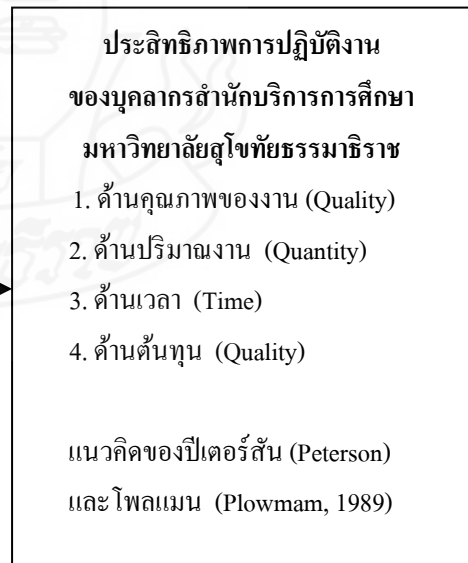 ประสิทธิภาพการปฏิบัติงาน
ของบุคลากรสำนักบริการการศึกษา
มหาวิทยาลัยสุโขทัยธรรมาธิราช
1. ด้านคุณภาพของงาน (Quality)
2. ด้านปริมาณงาน (Quantity)
3. ด้านเวลา (Time)
4. ด้านต้นทุน (Quality)
แนวคิดของปีเตอร์สัน (Peterson)
และโพลแมน (Plowmam, 1989)